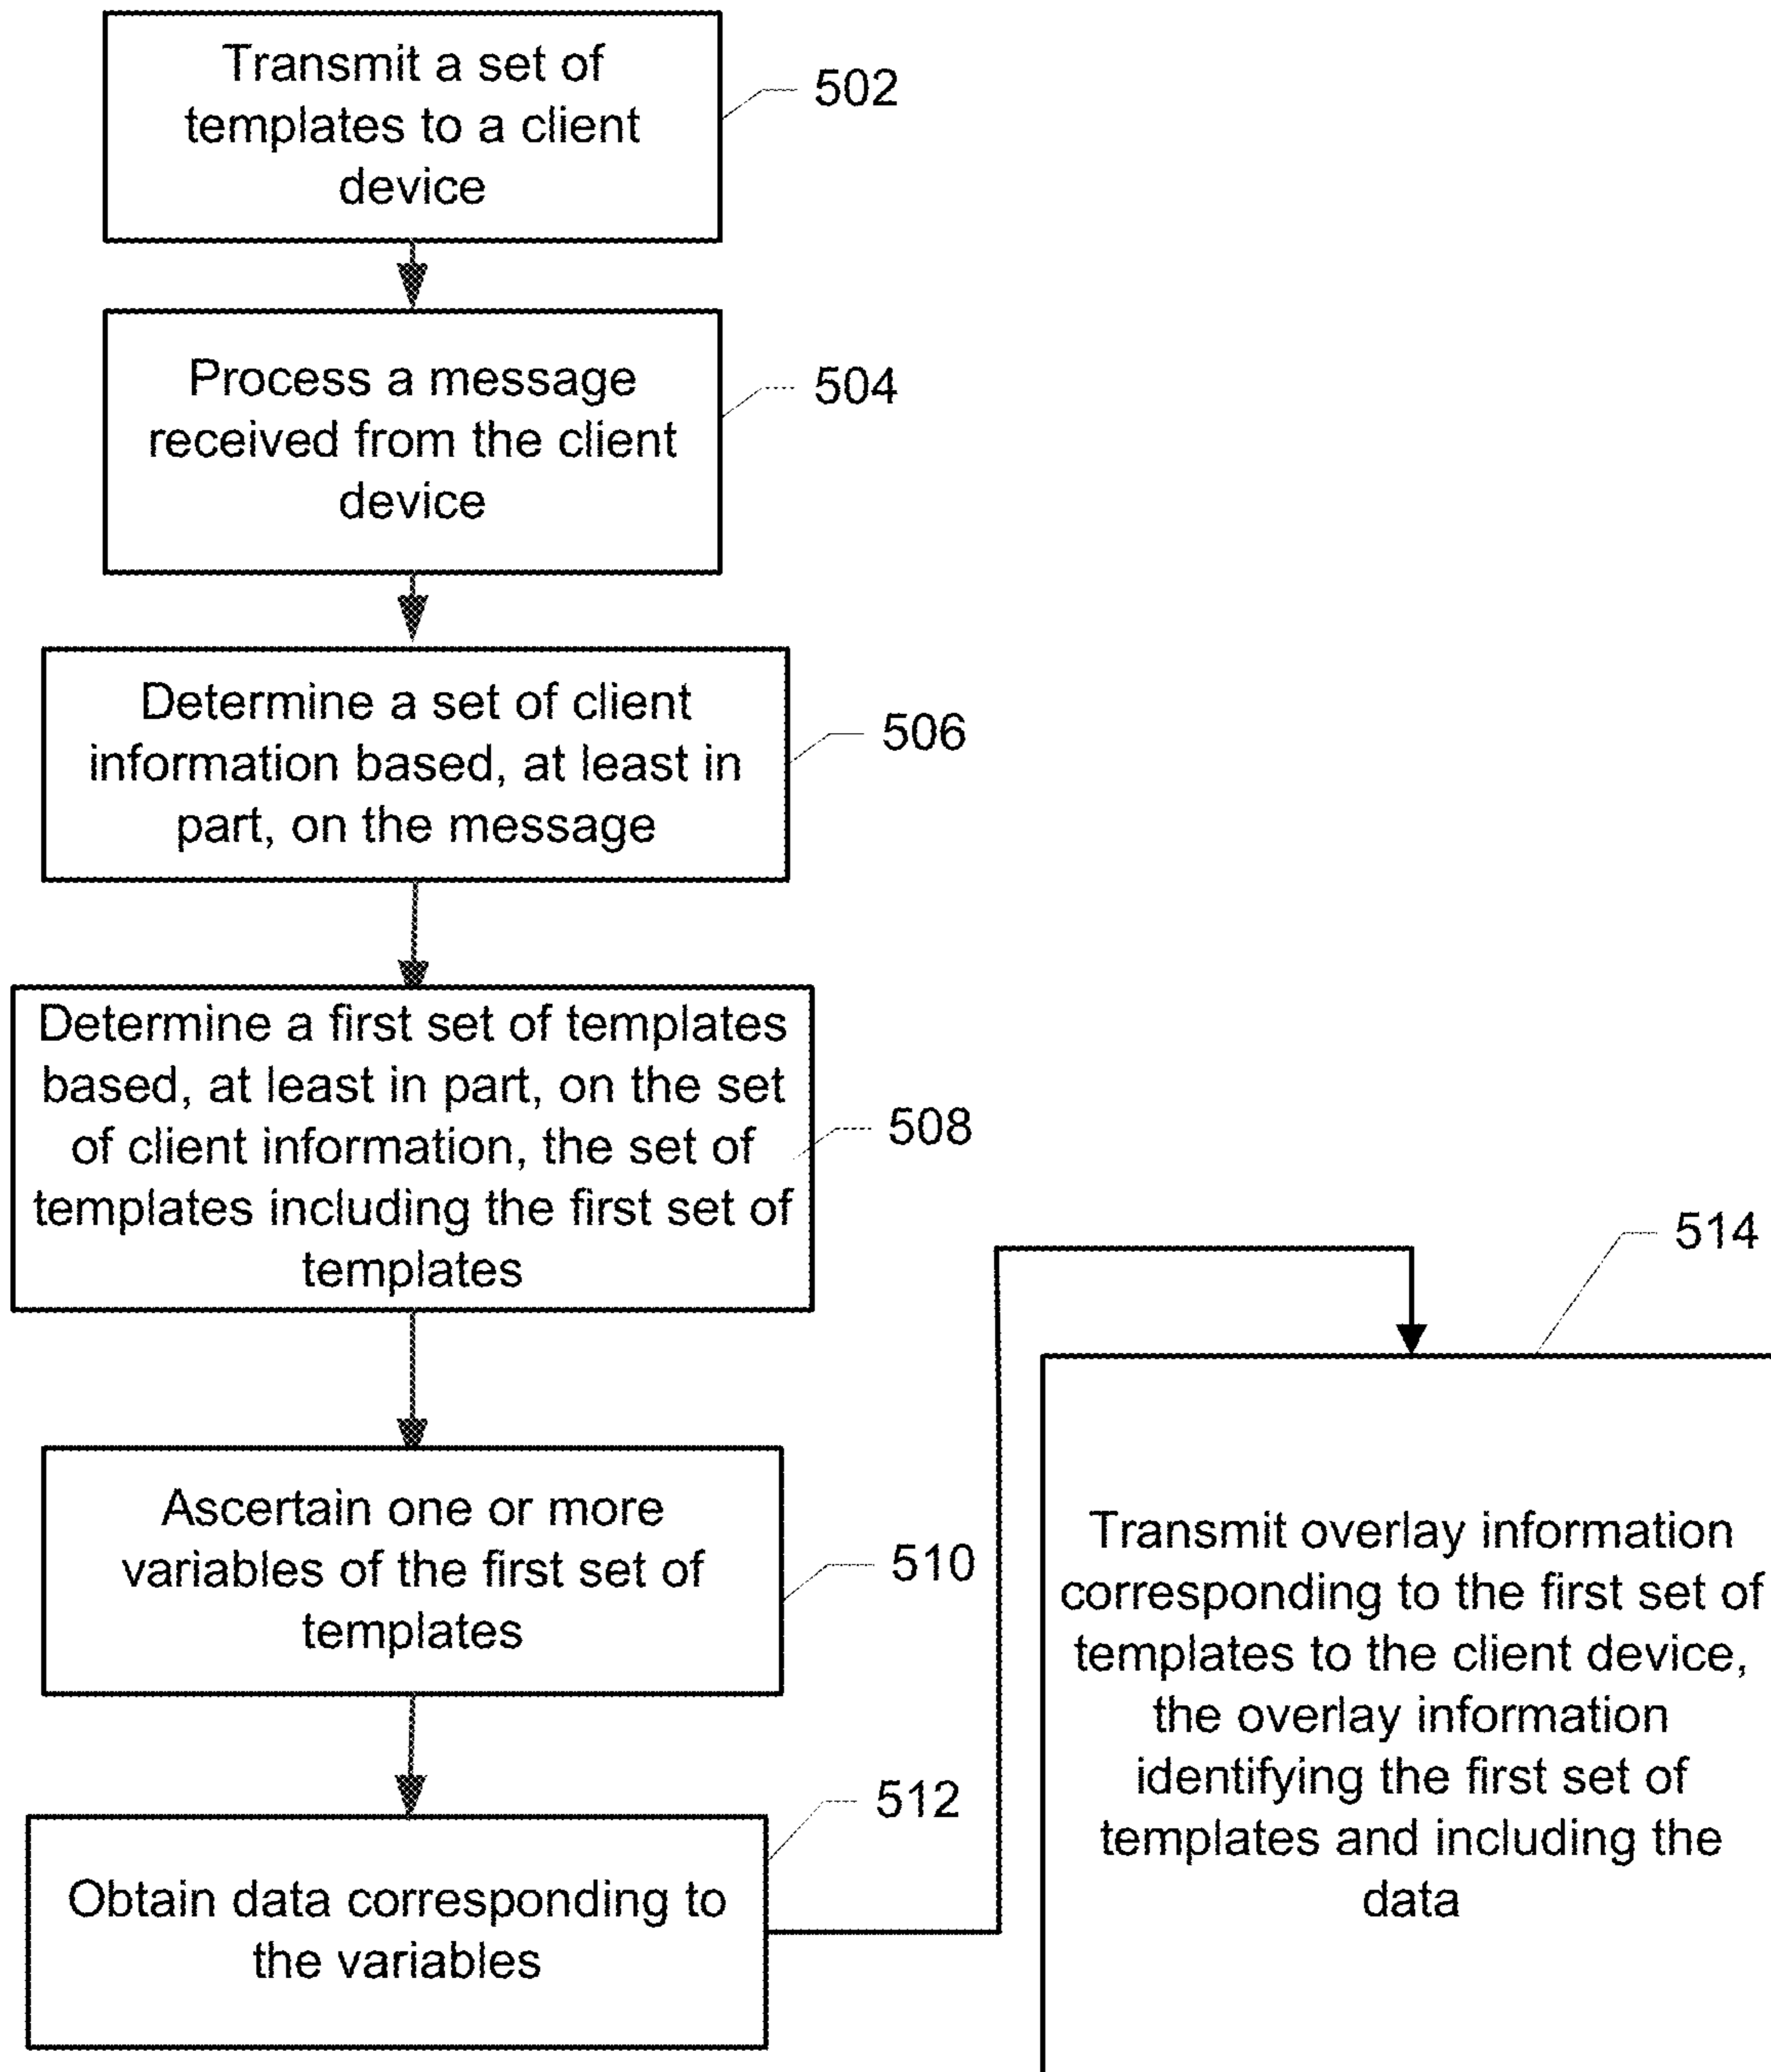 Transmit a set of
templates to a client
device
502
Process a message
received from the client
device
504
Determine a set of client
information based, at least in
part, on the message
506
Determine a first set of templates
based, at least in part, on the set
of client information, the set of
templates including the first set of
templates
508
Ascertain one or more
variables of the first set of
templates
510
Obtain data corresponding to
the variables
512
514
Transmit overlay information
corresponding to the first set of
templates to the client device,
the overlay information
identifying the first set of
templates and including the
data